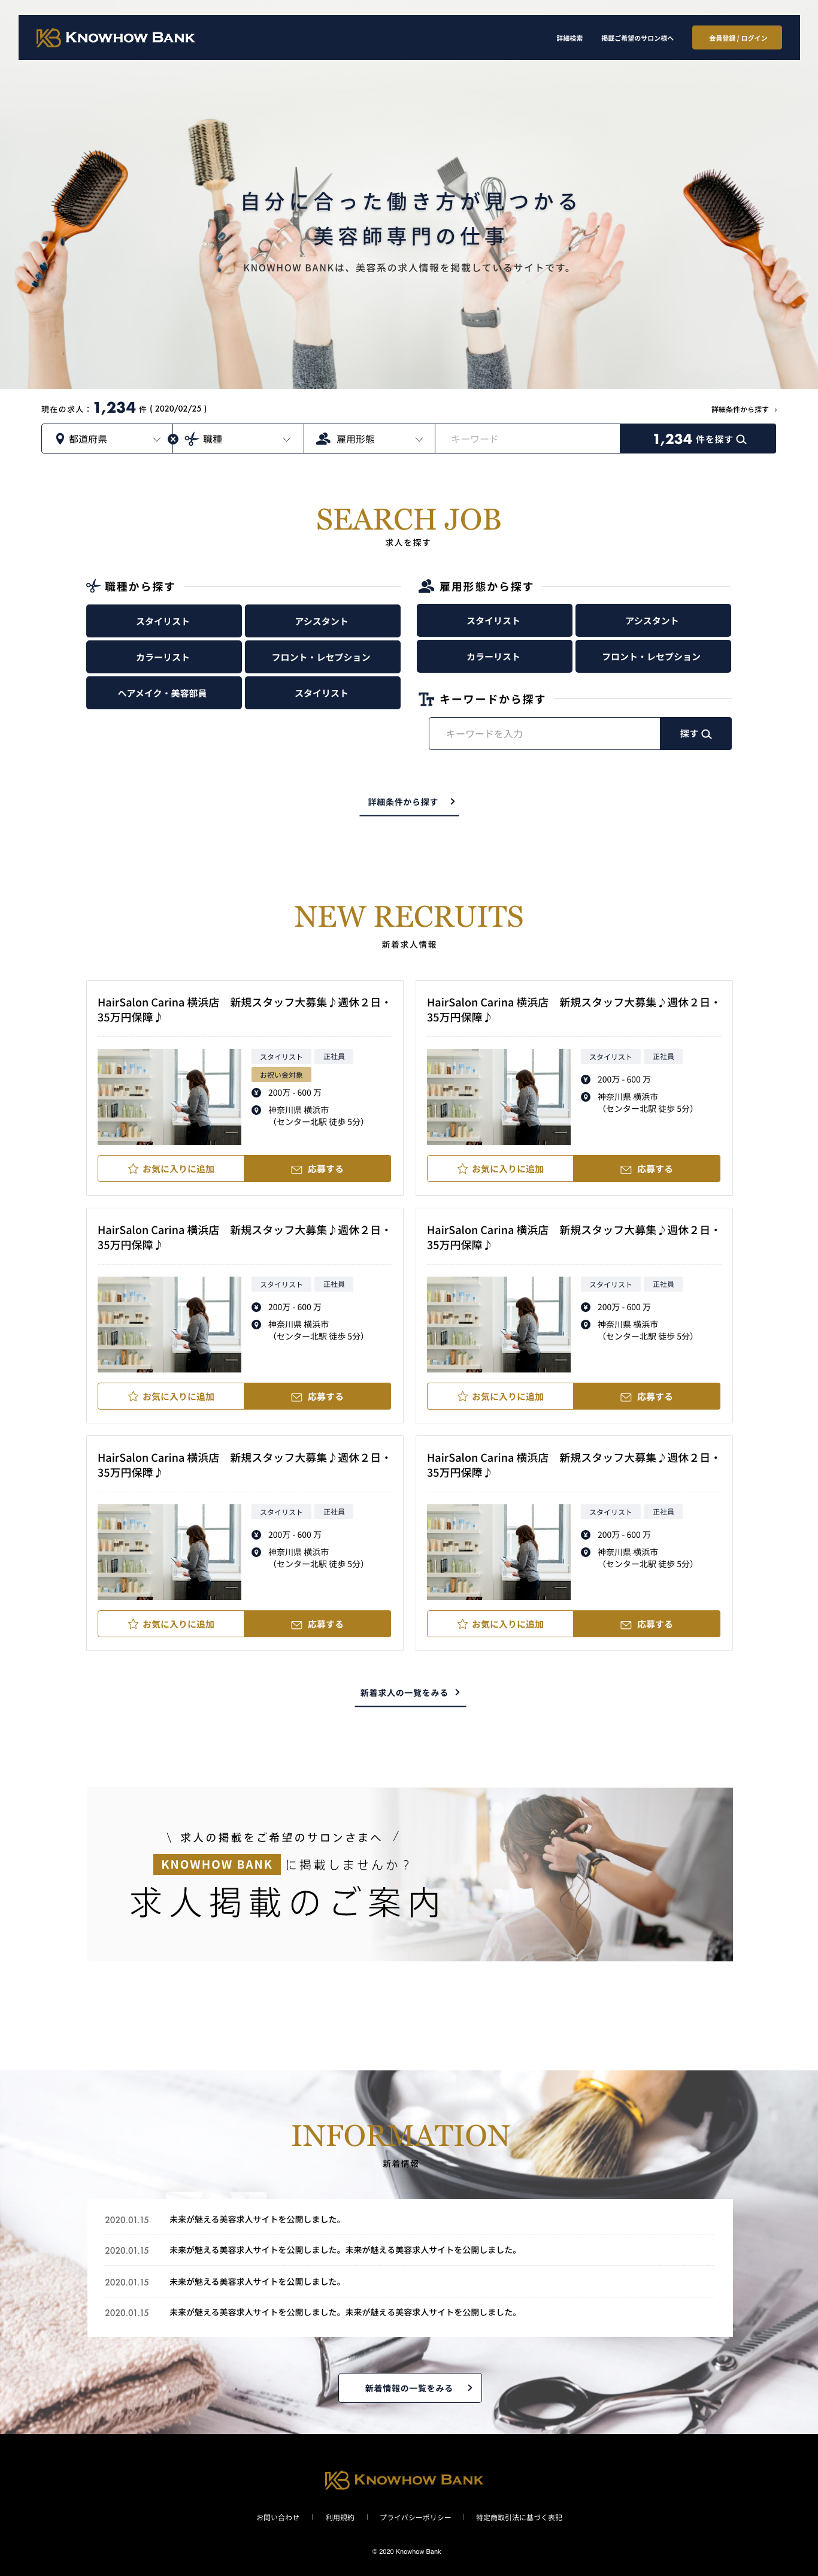 KNOWHOW BANK
詳細検索
掲載ご希望のサロン様へ
会員登録 / ログイン
自分に合った働き方が見つかる
美容師専門の仕事
KNOWHOW BANKは、美容系の求人情報を掲載しているサイトです。
現在の求人：1,234 件 ( 2020/02/25 )
詳細条件から探す
都道府県
職種
雇用形態
キーワード
1,234 件を探す
SEARCH JOB
求人を探す
職種から探す
スタイリスト
アシスタント
カラーリスト
フロント・レセプション
ヘアメイク・美容部員
スタイリスト
雇用形態から探す
スタイリスト
アシスタント
カラーリスト
フロント・レセプション
キーワードから探す
キーワードを入力
探す
詳細条件から探す
NEW RECRUITS
新着求人情報
HairSalon Carina 横浜店　新規スタッフ大募集♪週休２日・
35万円保障♪
スタイリスト
正社員
お祝い金対象
200万 - 600 万
神奈川県 横浜市
（センター北駅 徒歩 5分）
お気に入りに追加
応募する
HairSalon Carina 横浜店　新規スタッフ大募集♪週休２日・
35万円保障♪
スタイリスト
正社員
200万 - 600 万
神奈川県 横浜市
（センター北駅 徒歩 5分）
お気に入りに追加
応募する
HairSalon Carina 横浜店　新規スタッフ大募集♪週休２日・
35万円保障♪
スタイリスト
正社員
200万 - 600 万
神奈川県 横浜市
（センター北駅 徒歩 5分）
お気に入りに追加
応募する
HairSalon Carina 横浜店　新規スタッフ大募集♪週休２日・
35万円保障♪
スタイリスト
正社員
200万 - 600 万
神奈川県 横浜市
（センター北駅 徒歩 5分）
お気に入りに追加
応募する
HairSalon Carina 横浜店　新規スタッフ大募集♪週休２日・
35万円保障♪
スタイリスト
正社員
200万 - 600 万
神奈川県 横浜市
（センター北駅 徒歩 5分）
お気に入りに追加
応募する
HairSalon Carina 横浜店　新規スタッフ大募集♪週休２日・
35万円保障♪
スタイリスト
正社員
200万 - 600 万
神奈川県 横浜市
（センター北駅 徒歩 5分）
お気に入りに追加
応募する
新着求人の一覧をみる
\ 求人の掲載をご希望のサロンさまへ /
KNOWHOW BANK に掲載しませんか？
求人掲載のご案内
INFORMATION
新着情報
2020.01.15 未来が魅える美容求人サイトを公開しました。
2020.01.15 未来が魅える美容求人サイトを公開しました。未来が魅える美容求人サイトを公開しました。
2020.01.15 未来が魅える美容求人サイトを公開しました。
2020.01.15 未来が魅える美容求人サイトを公開しました。未来が魅える美容求人サイトを公開しました。
新着情報の一覧をみる
KNOWHOW BANK
お問い合わせ
利用規約
プライバシーポリシー
特定商取引法に基づく表記
© 2020 Knowhow Bank